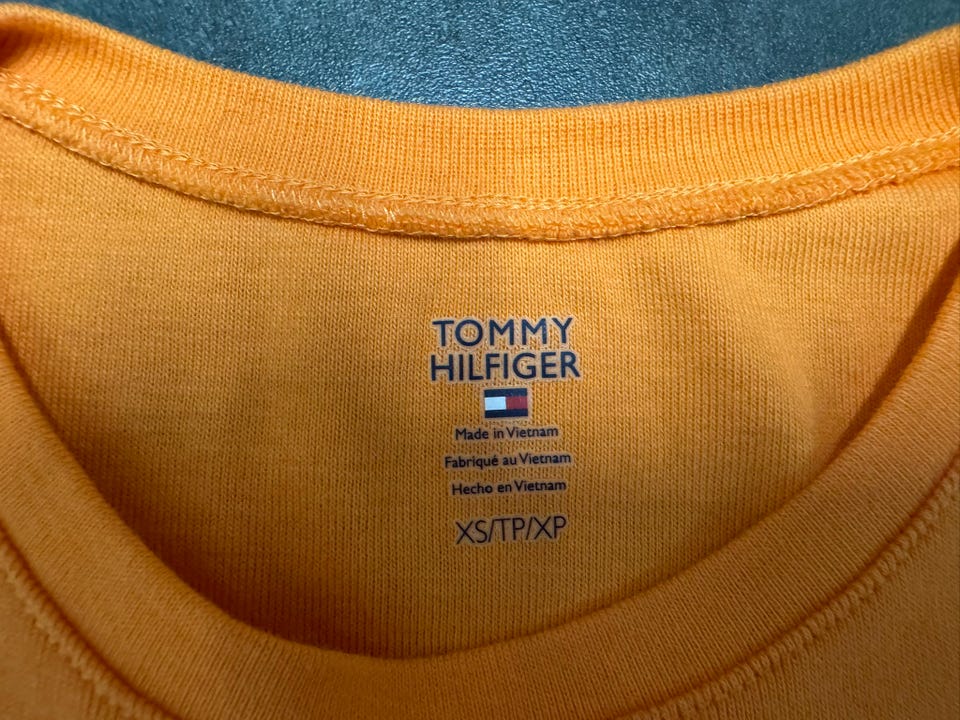 TOMMY
HILFIGER
Made in Vietnam
Fabriqué au Vietnam
Hecho en Vietnam
XS/TP/XP